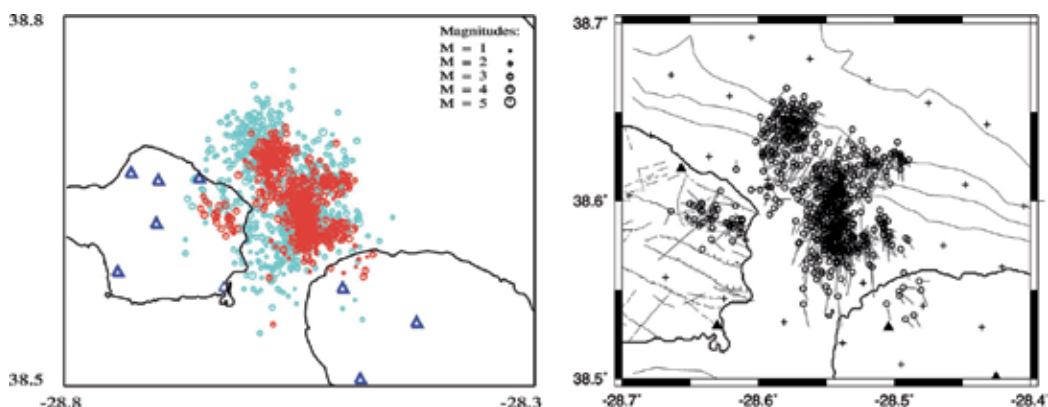 38.8
Magnitudes:
M = 1
M = 2
M = 3
M = 4
M = 5
38.5
-28.8
-28.3
38.7°
38.6°
38.5°
-28.7°
-28.6°
-28.5°
-28.4°